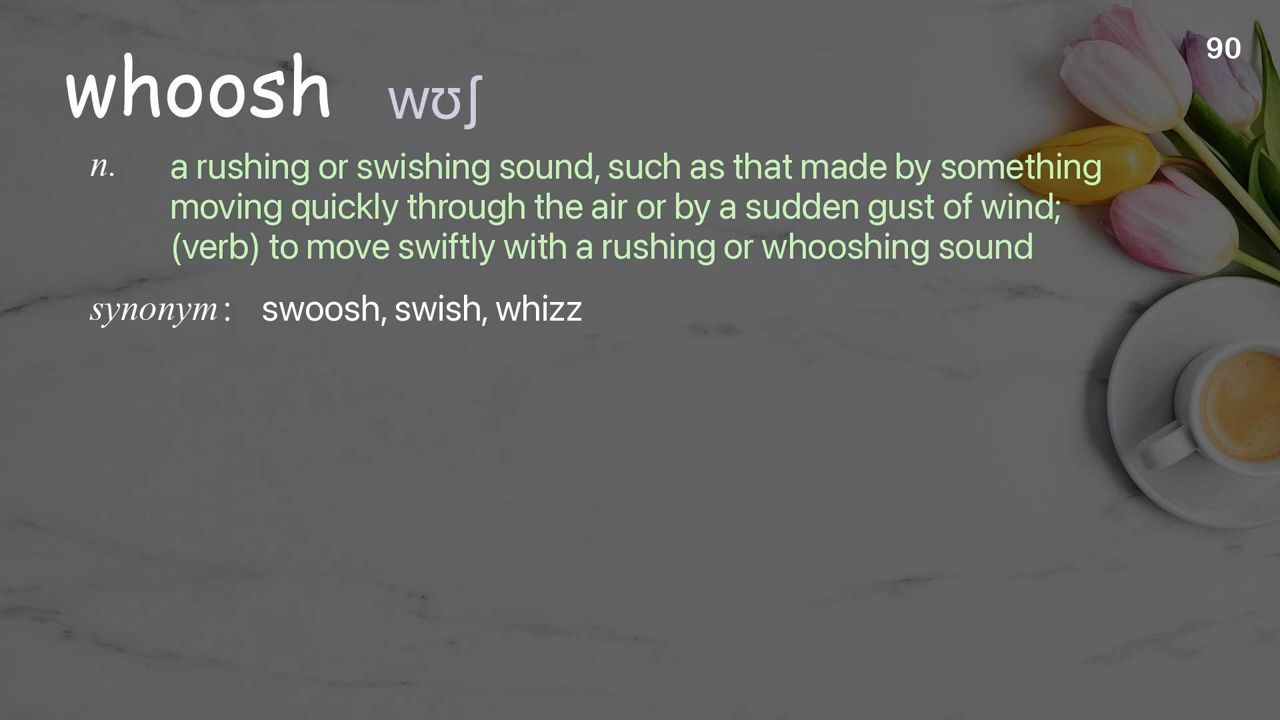 90
whoosh wʊʃ
n. a rushing or swishing sound, such as that made by something
moving quickly through the air or by a sudden gust of wind;
(verb) to move swiftly with a rushing or whooshing sound
synonym: swoosh, swish, whizz